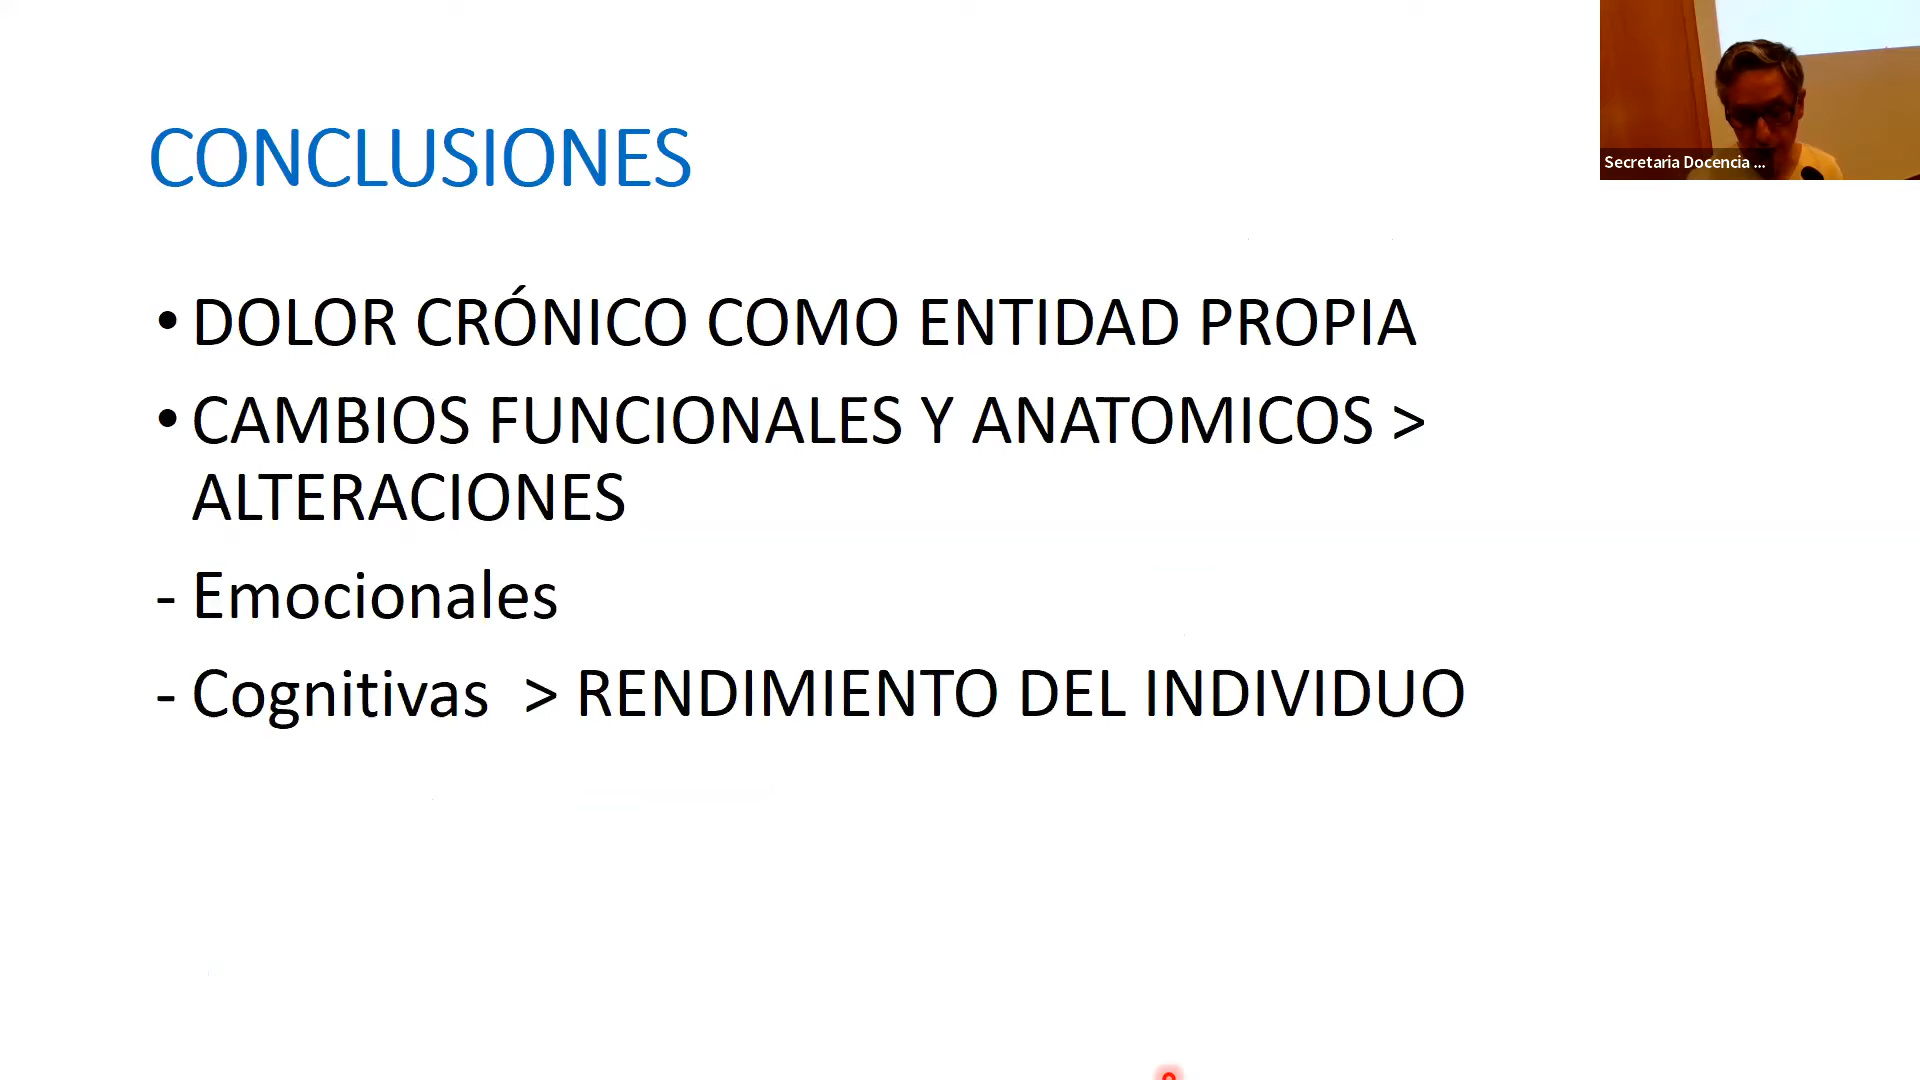 CONCLUSIONES
Secretaria Docencia ...
• DOLOR CRÓNICO COMO ENTIDAD PROPIA
• CAMBIOS FUNCIONALES Y ANATOMICOS >
ALTERACIONES
- Emocionales
- Cognitivas > RENDIMIENTO DEL INDIVIDUO